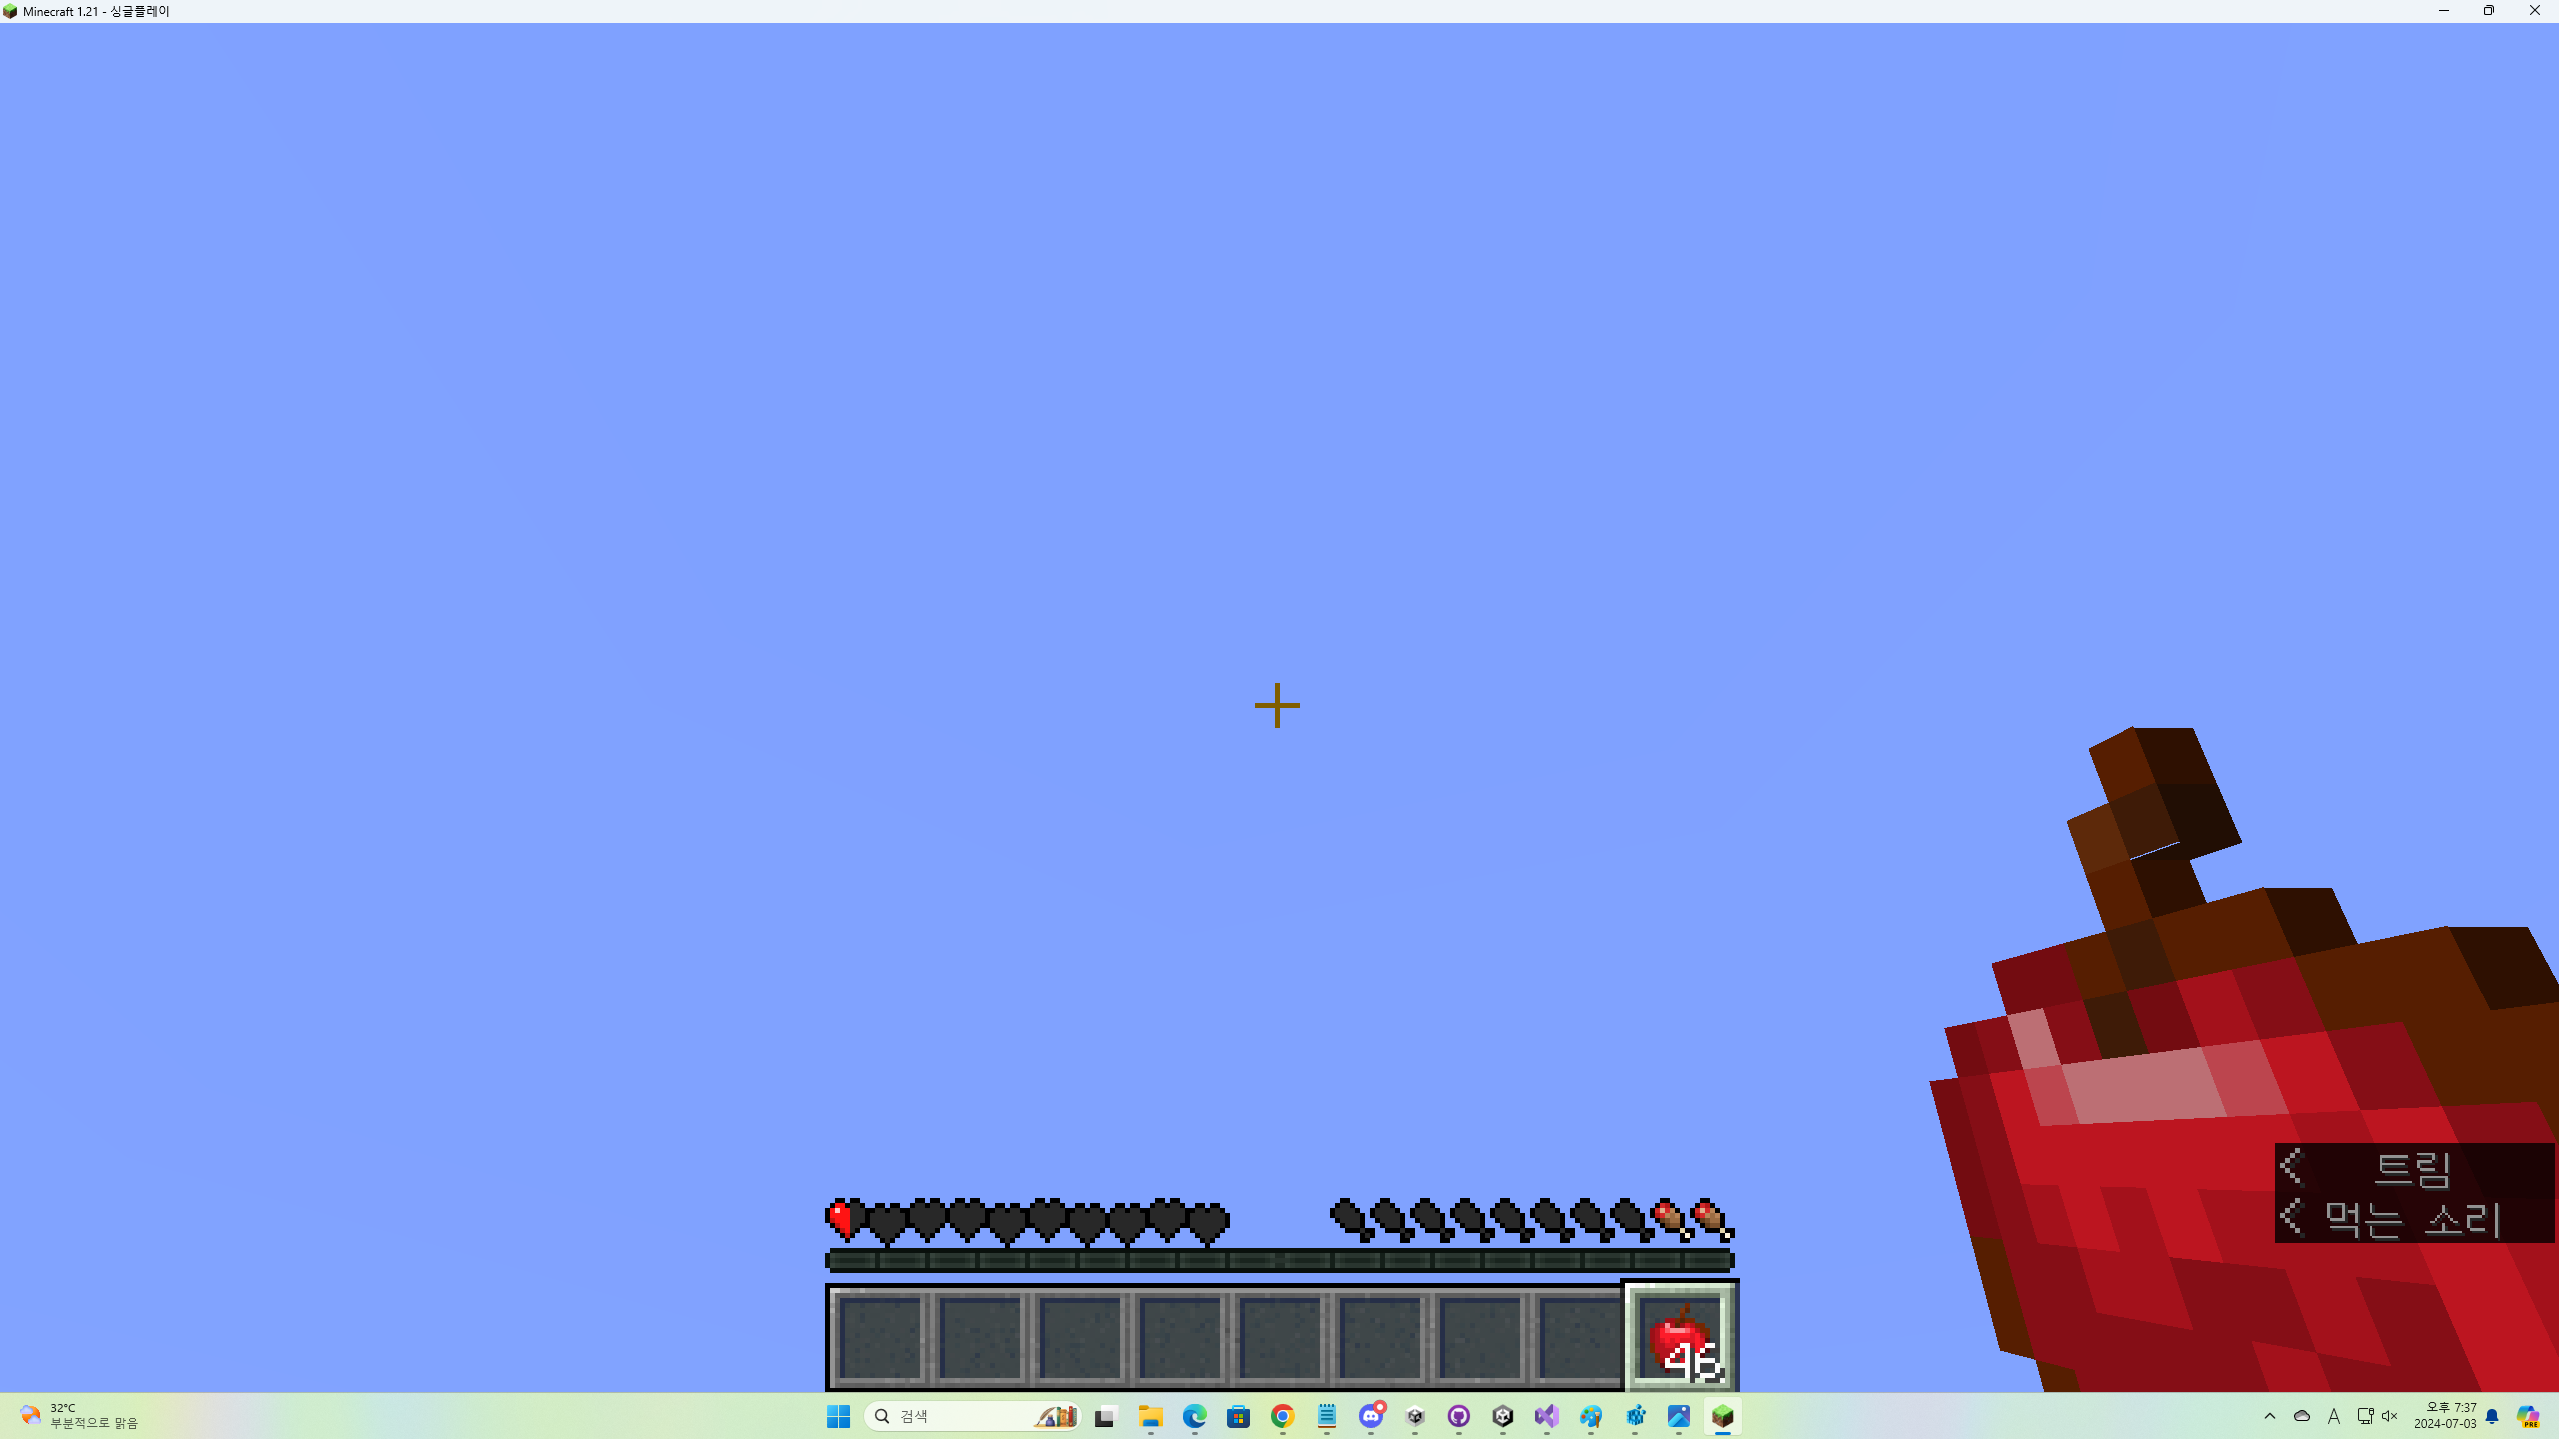 Minecraft 1.21 - 싱글플레이
트림
먹는 소리
46
32°C
부분적으로 맑음
검색
A
오후 7:37
2024-07-03
PRE